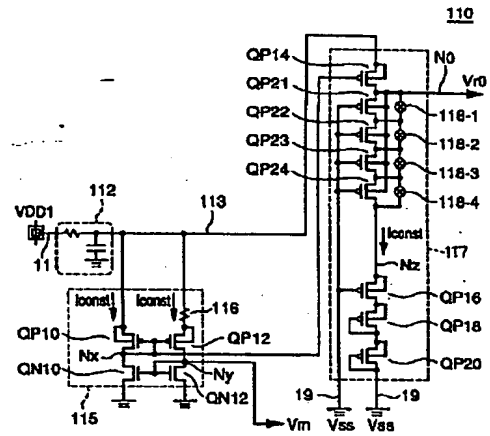 110
QP14
N0
Vr0
QP21
QP22
118-1
QP23
118-2
QP24
118-3
118-4
112
113
VDD1
11
Iconst
117
Nz
Iconst
Iconst
116
QP10
QP12
QP16
QP18
Nx
QN10
Ny
QN12
QP20
115
19
19
Vss
Vss
Vrn